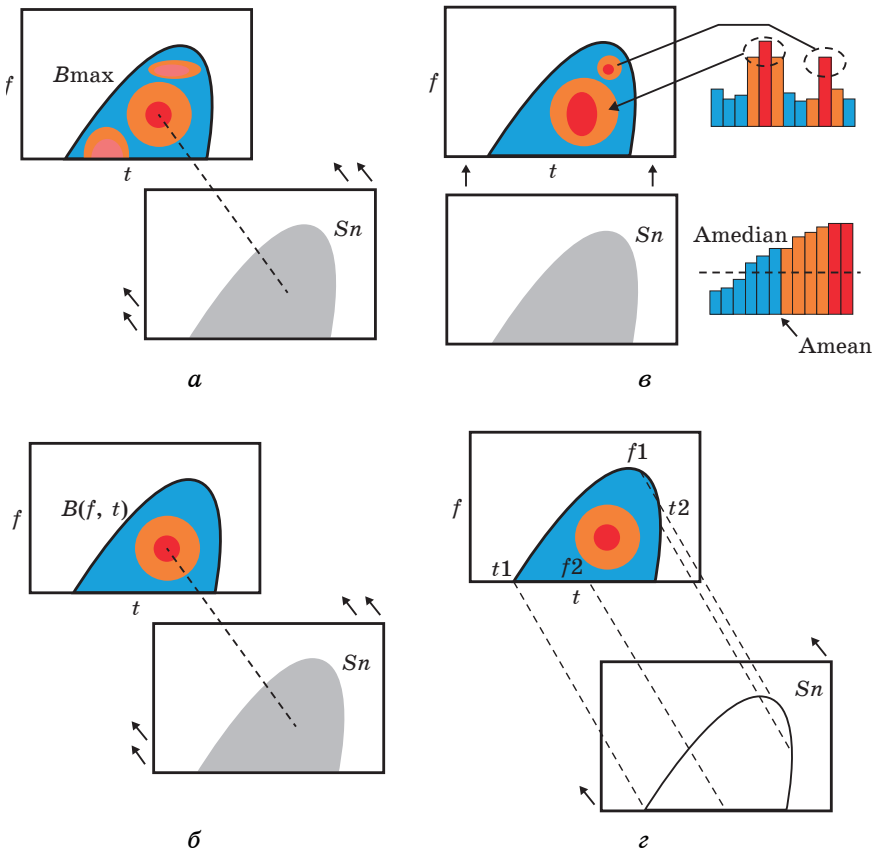 f
Bmax
t
Sn
а
f
t
Sn
Amedian
Amean
в
f
B(f, t)
t
Sn
б
f
f1
t2
t1
f2
t
Sn
г